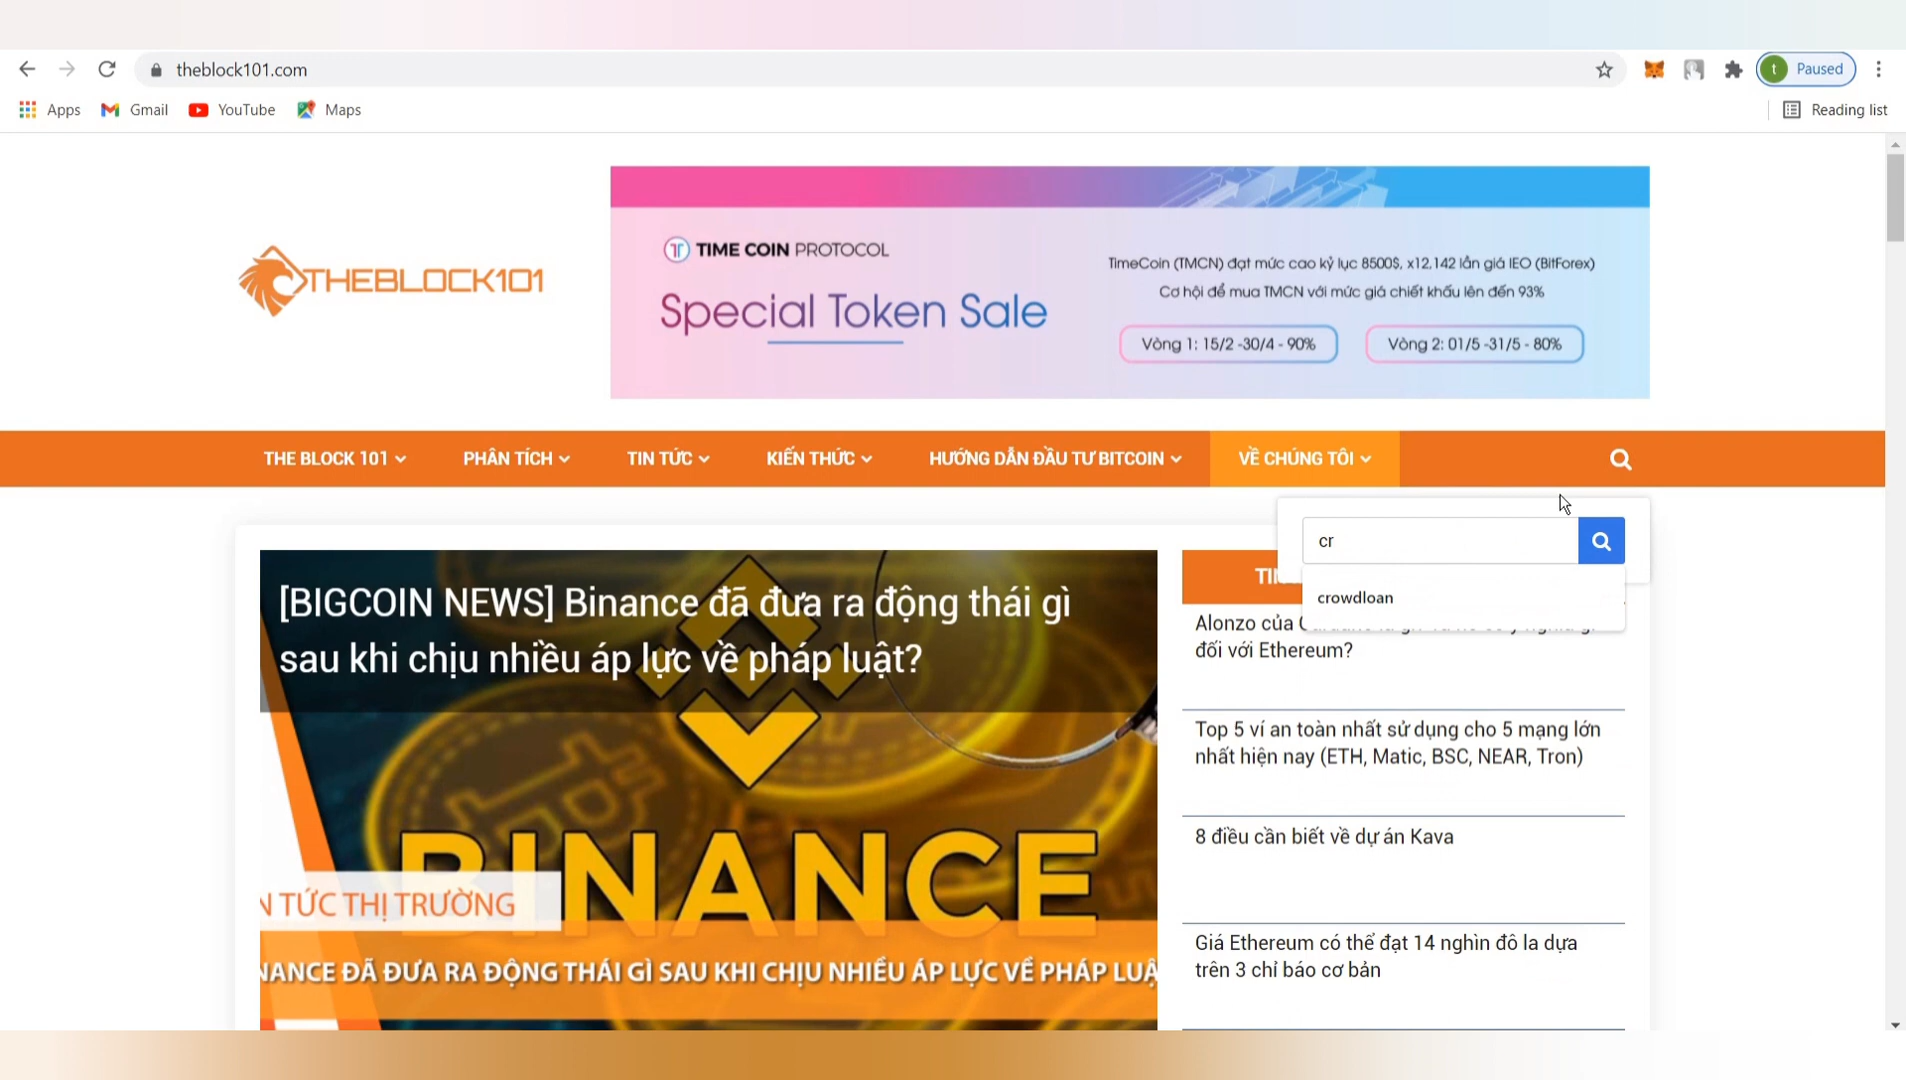 theblock101.com
t Paused
Apps Gmail YouTube Maps
Reading list
THEBLOCK101
TIME COIN PROTOCOL
Special Token Sale
TimeCoin (TMCN) đạt mức cao kỷ lục 8500$, x12,142 lần giá IEO (BitForex)
Cơ hội để mua TMCN với mức giá chiết khấu lên đến 93%
Vòng 1: 15/2 -30/4 - 90%
Vòng 2: 01/5 -31/5 - 80%
THE BLOCK 101 PHÂN TÍCH TIN TỨC KIẾN THỨC HƯỚNG DẪN ĐẦU TƯ BITCOIN VỀ CHÚNG TÔI
cr
crowdloan
[BIGCOIN NEWS] Binance đã đưa ra động thái gì
sau khi chịu nhiều áp lực về pháp luật?
BINANCE
N TỨC THỊ TRƯỜNG
NANCE ĐÃ ĐƯA RA ĐỘNG THÁI GÌ SAU KHI CHỊU NHIỀU ÁP LỰC VỀ PHÁP LUẬ
Alonzo của
đối với Ethereum?
Top 5 ví an toàn nhất sử dụng cho 5 mạng lớn
nhất hiện nay (ETH, Matic, BSC, NEAR, Tron)
8 điều cần biết về dự án Kava
Giá Ethereum có thể đạt 14 nghìn đô la dựa
trên 3 chỉ báo cơ bản